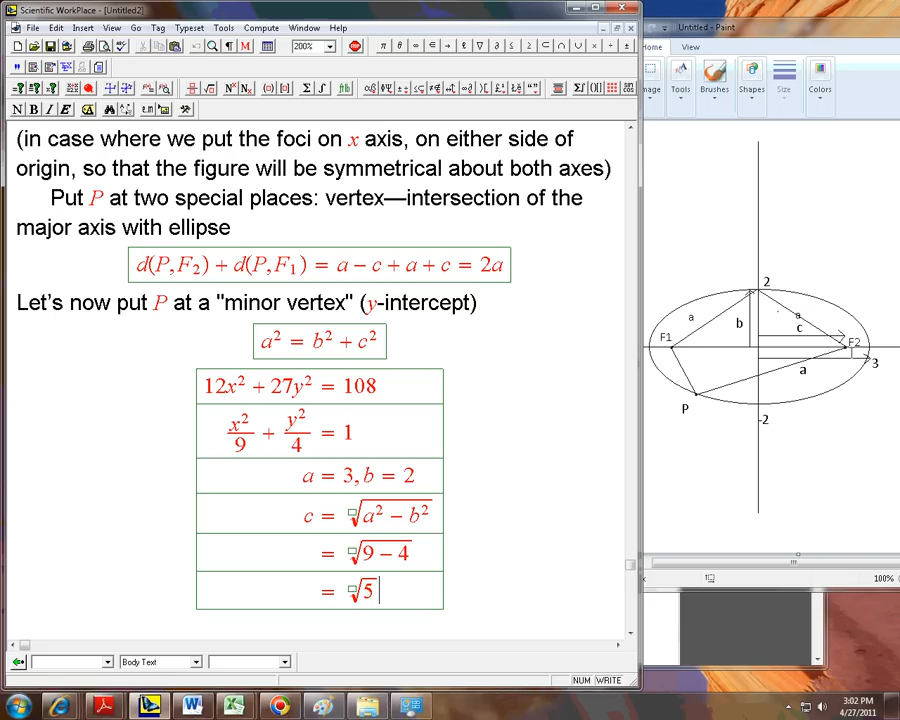 Scientific WorkPlace - [Untitled2]
File Edit Insert View Go Tag Typeset Tools Compute Window Help
200%
N B I E
(in case where we put the foci on x axis, on either side of
origin, so that the figure will be symmetrical about both axes)
Put P at two special places: vertex—intersection of the
major axis with ellipse
d(P,F₂) + d(P,F₁) = a − c + a + c = 2a
Let's now put P at a "minor vertex" (y-intercept)
a² = b² + c²
12x² + 27y² = 108
x²/9 + y²/4 = 1
a = 3, b = 2
c = √(a² − b²)
= √(9 − 4)
= √5
Body Text
NUM WRITE
Untitled - Paint
Home View
Image Tools Brushes Shapes Size Colors
2
a
a
b
c
F1
F2
a
3
P
-2
100%
3:02 PM
4/27/2011